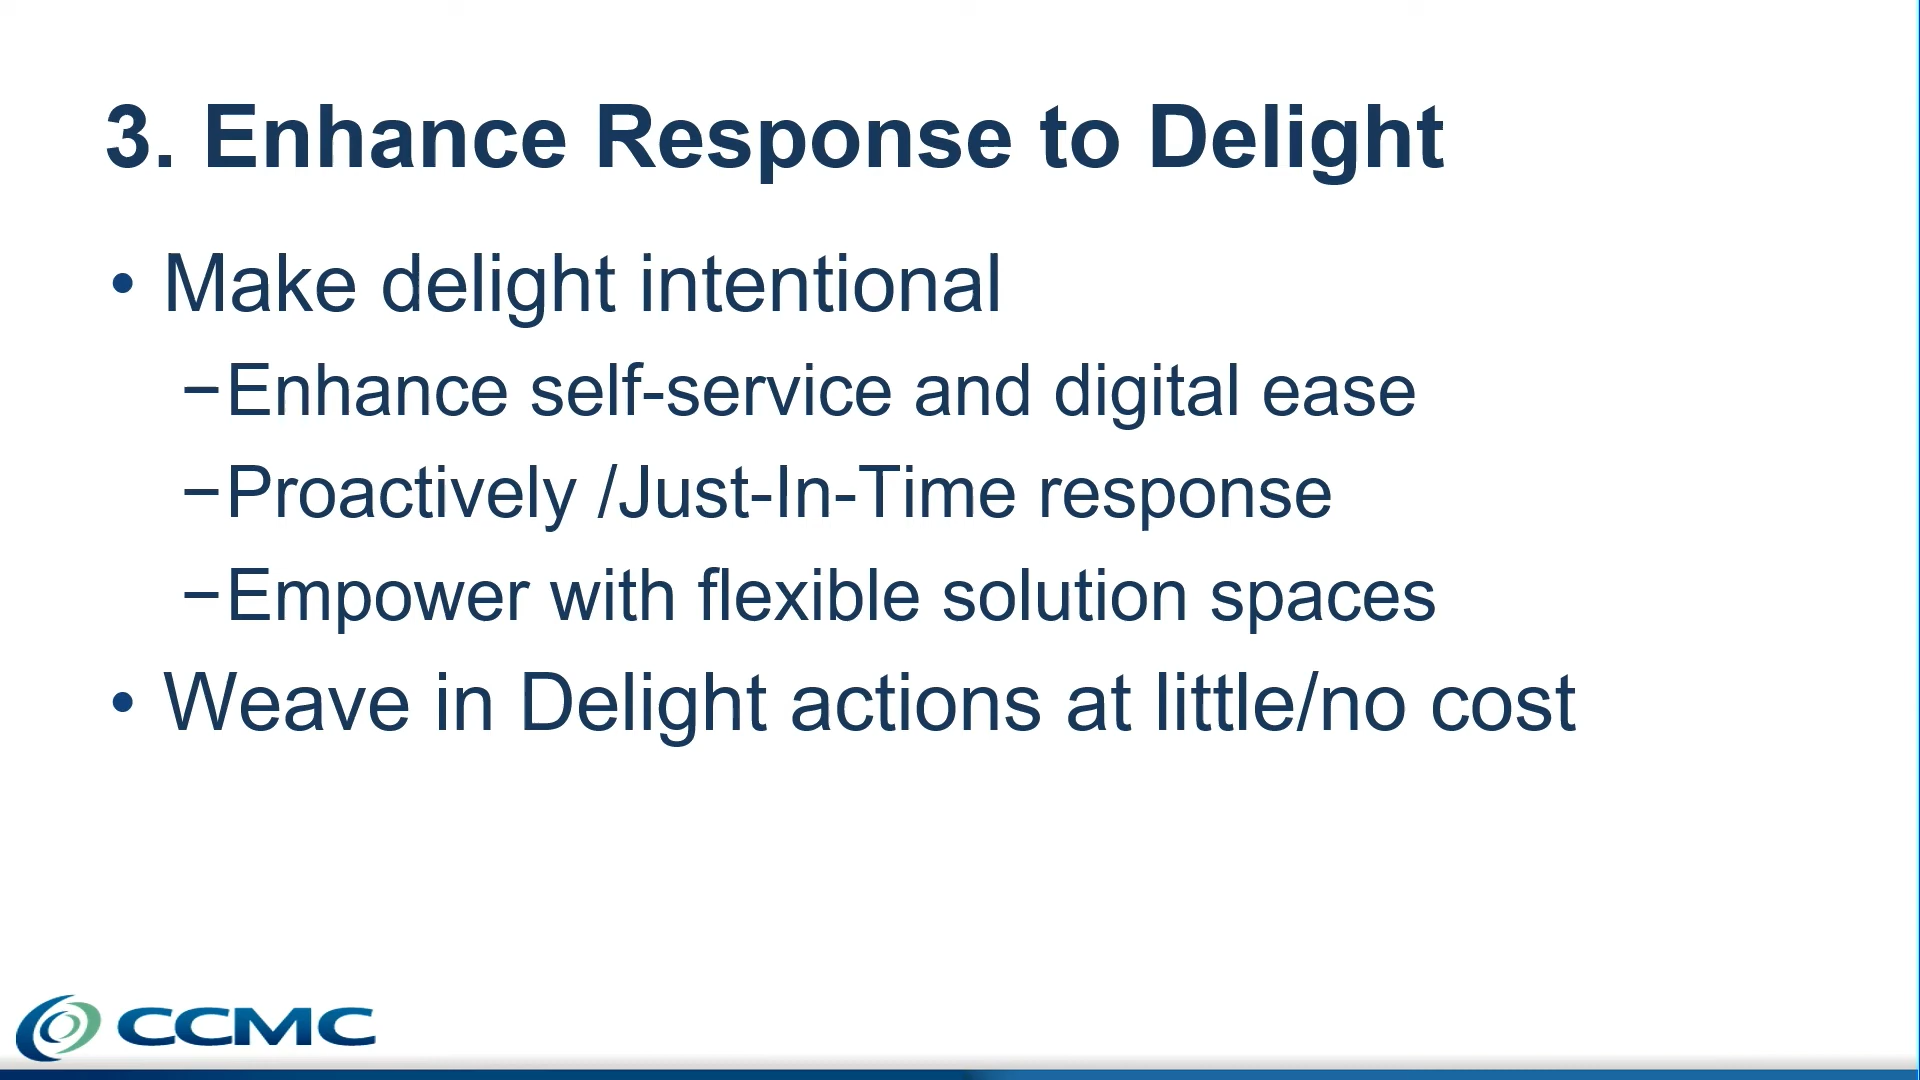 3. Enhance Response to Delight
• Make delight intentional
−Enhance self-service and digital ease
−Proactively /Just-In-Time response
−Empower with flexible solution spaces
• Weave in Delight actions at little/no cost
CCMC